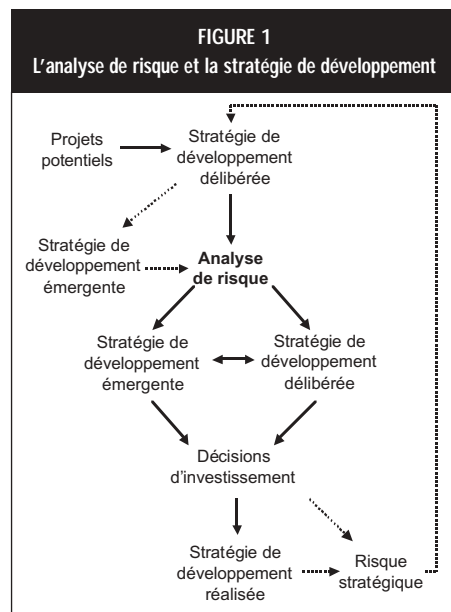 FIGURE 1
L'analyse de risque et la stratégie de développement
Projets
potentiels
Stratégie de
développement
délibérée
Stratégie de
développement
émergente
Analyse
de risque
Stratégie de
développement
émergente
Stratégie de
développement
délibérée
Décisions
d'investissement
Stratégie de
développement
réalisée
Risque
stratégique